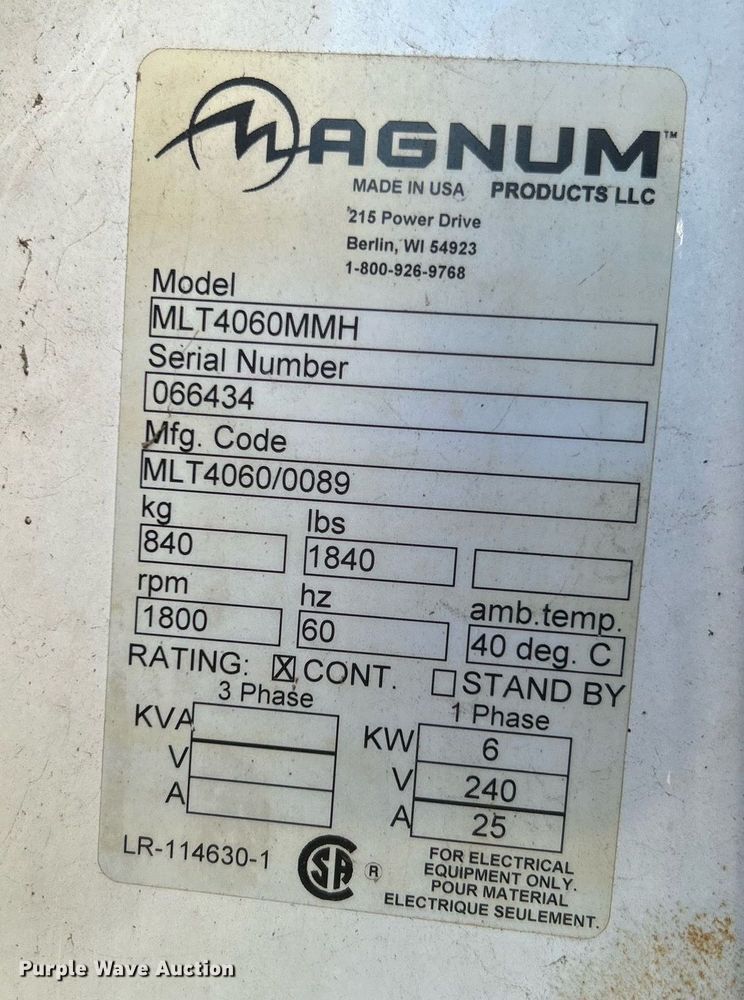 MAGNUM™
MADE IN USA PRODUCTS LLC
215 Power Drive
Berlin, WI 54923
1-800-926-9768
Model
MLT4060MMH
Serial Number
066434
Mfg. Code
MLT4060/0089
kg lbs
840 1840
rpm hz amb.temp.
1800 60 40 deg. C
RATING: X CONT. STAND BY
3 Phase 1 Phase
KVA KW 6
V V 240
A A 25
LR-114630-1 CSA ®
FOR ELECTRICAL
EQUIPMENT ONLY.
POUR MATERIAL
ELECTRIQUE SEULEMENT.
Purple Wave Auction